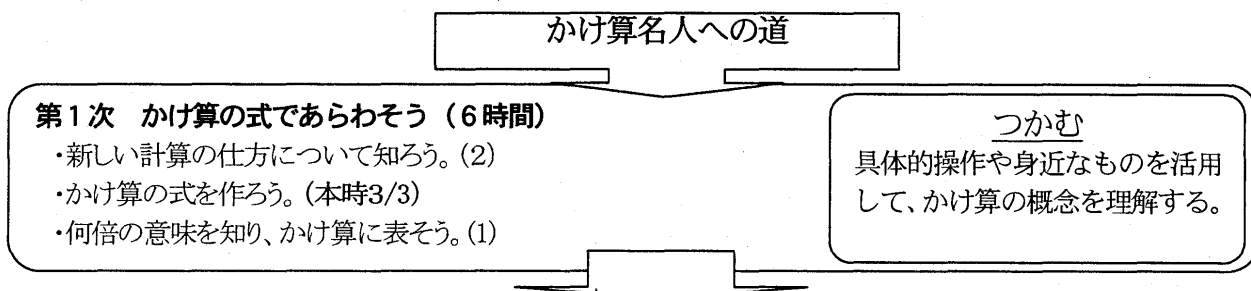 かけ算名人への道
第1次 かけ算の式であらわそう(6時間)
・新しい計算の仕方について知ろう。(2)
・かけ算の式を作ろう。(本時3/3)
・何倍の意味を知り、かけ算に表そう。(1)
つかむ
具体的操作や身近なものを活用
して、かけ算の概念を理解する。